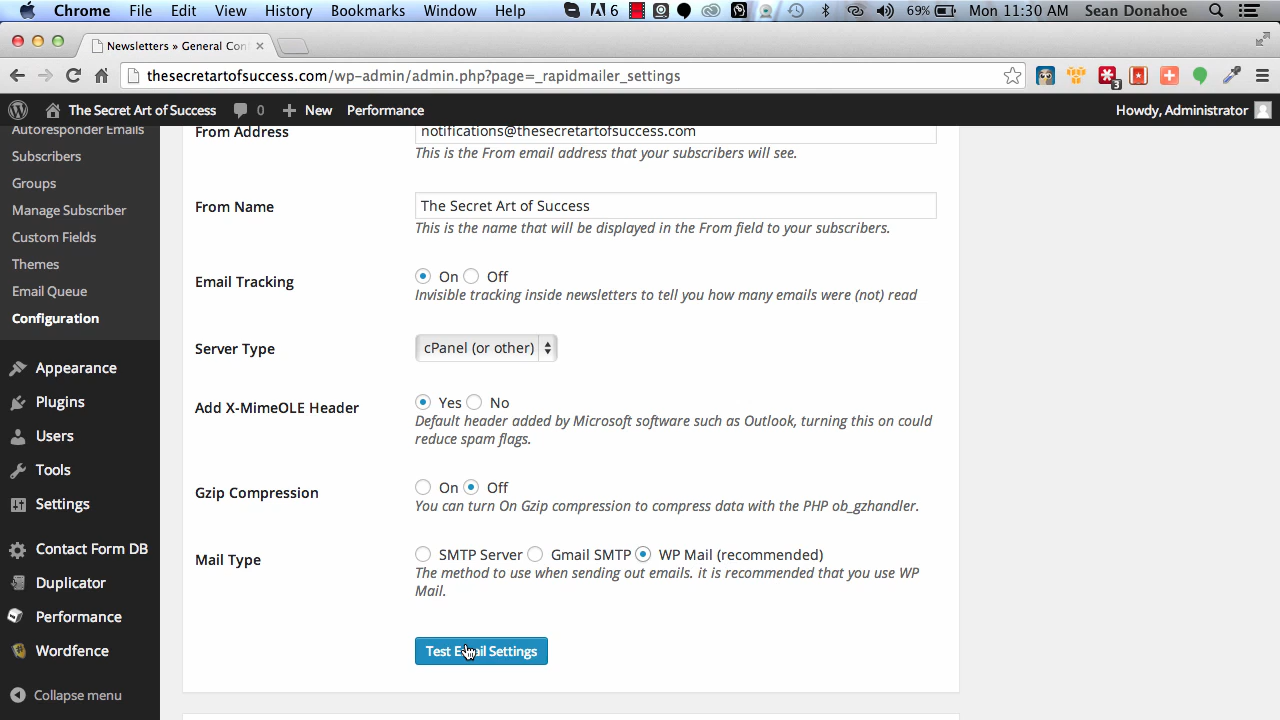 Chrome File Edit View History Bookmarks Window Help 6 69% Mon 11:30 AM Sean Donahoe
Newsletters » General Con
thesecretartofsuccess.com/wp-admin/admin.php?page=_rapidmailer_settings
3
The Secret Art of Success 0 New Performance Howdy, Administrator
Autoresponder Emails
Subscribers
Groups
Manage Subscriber
Custom Fields
Themes
Email Queue
Configuration
Appearance
Plugins
Users
Tools
Settings
Contact Form DB
Duplicator
Performance
Wordfence
Collapse menu
From Address notifications@thesecretartofsuccess.com
This is the From email address that your subscribers will see.
From Name The Secret Art of Success
This is the name that will be displayed in the From field to your subscribers.
Email Tracking On Off
Invisible tracking inside newsletters to tell you how many emails were (not) read
Server Type cPanel (or other)
Add X-MimeOLE Header Yes No
Default header added by Microsoft software such as Outlook, turning this on could
reduce spam flags.
Gzip Compression On Off
You can turn On Gzip compression to compress data with the PHP ob_gzhandler.
Mail Type SMTP Server Gmail SMTP WP Mail (recommended)
The method to use when sending out emails. it is recommended that you use WP
Mail.
Test Email Settings